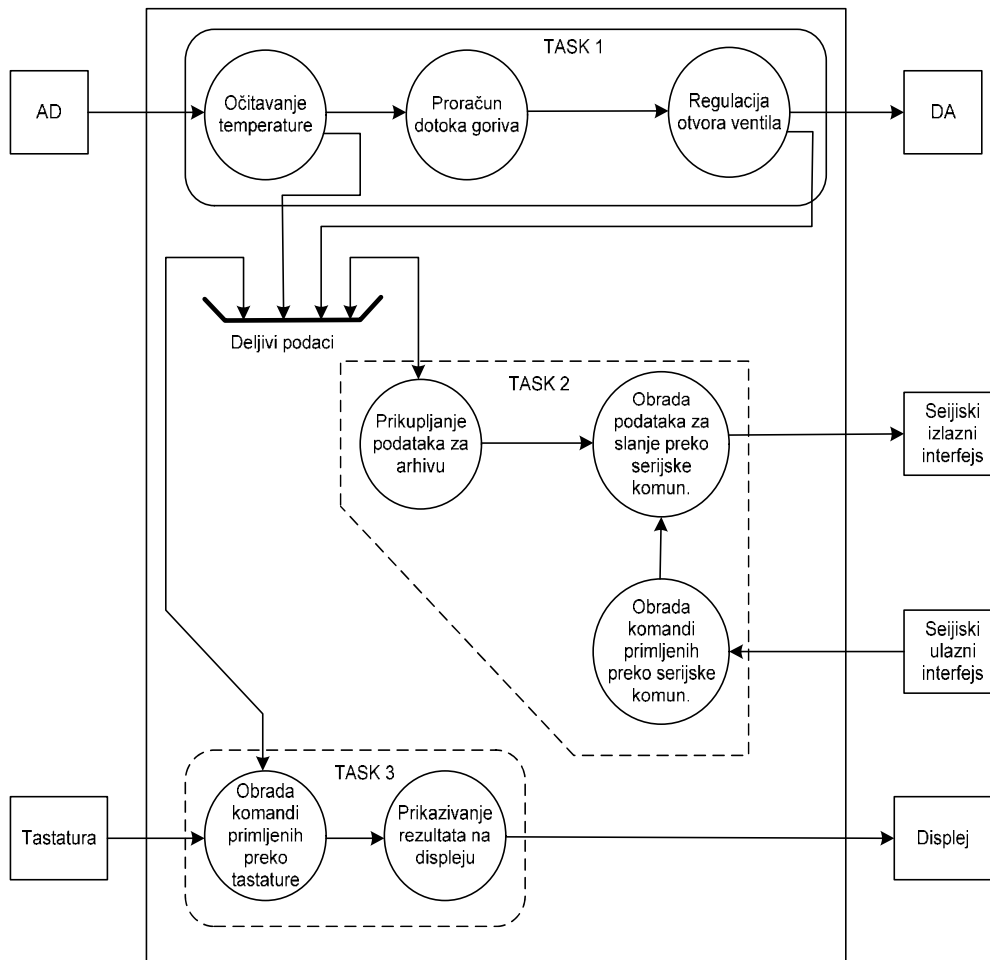 TASK 1
AD
Očitavanje
temperature
Proračun
dotoka goriva
Regulacija
otvora ventila
DA
Deljivi podaci
TASK 2
Prikupljanje
podataka za
arhivu
Obrada
podataka za
slanje preko
serijske
komun.
Seijiski
izlazni
interfejs
Obrada
komandi
primljenih
preko serijske
komun.
Seijiski
ulazni
interfejs
TASK 3
Tastatura
Obrada
komandi
primljenih
preko
tastature
Prikazivanje
rezultata na
displeju
Displej